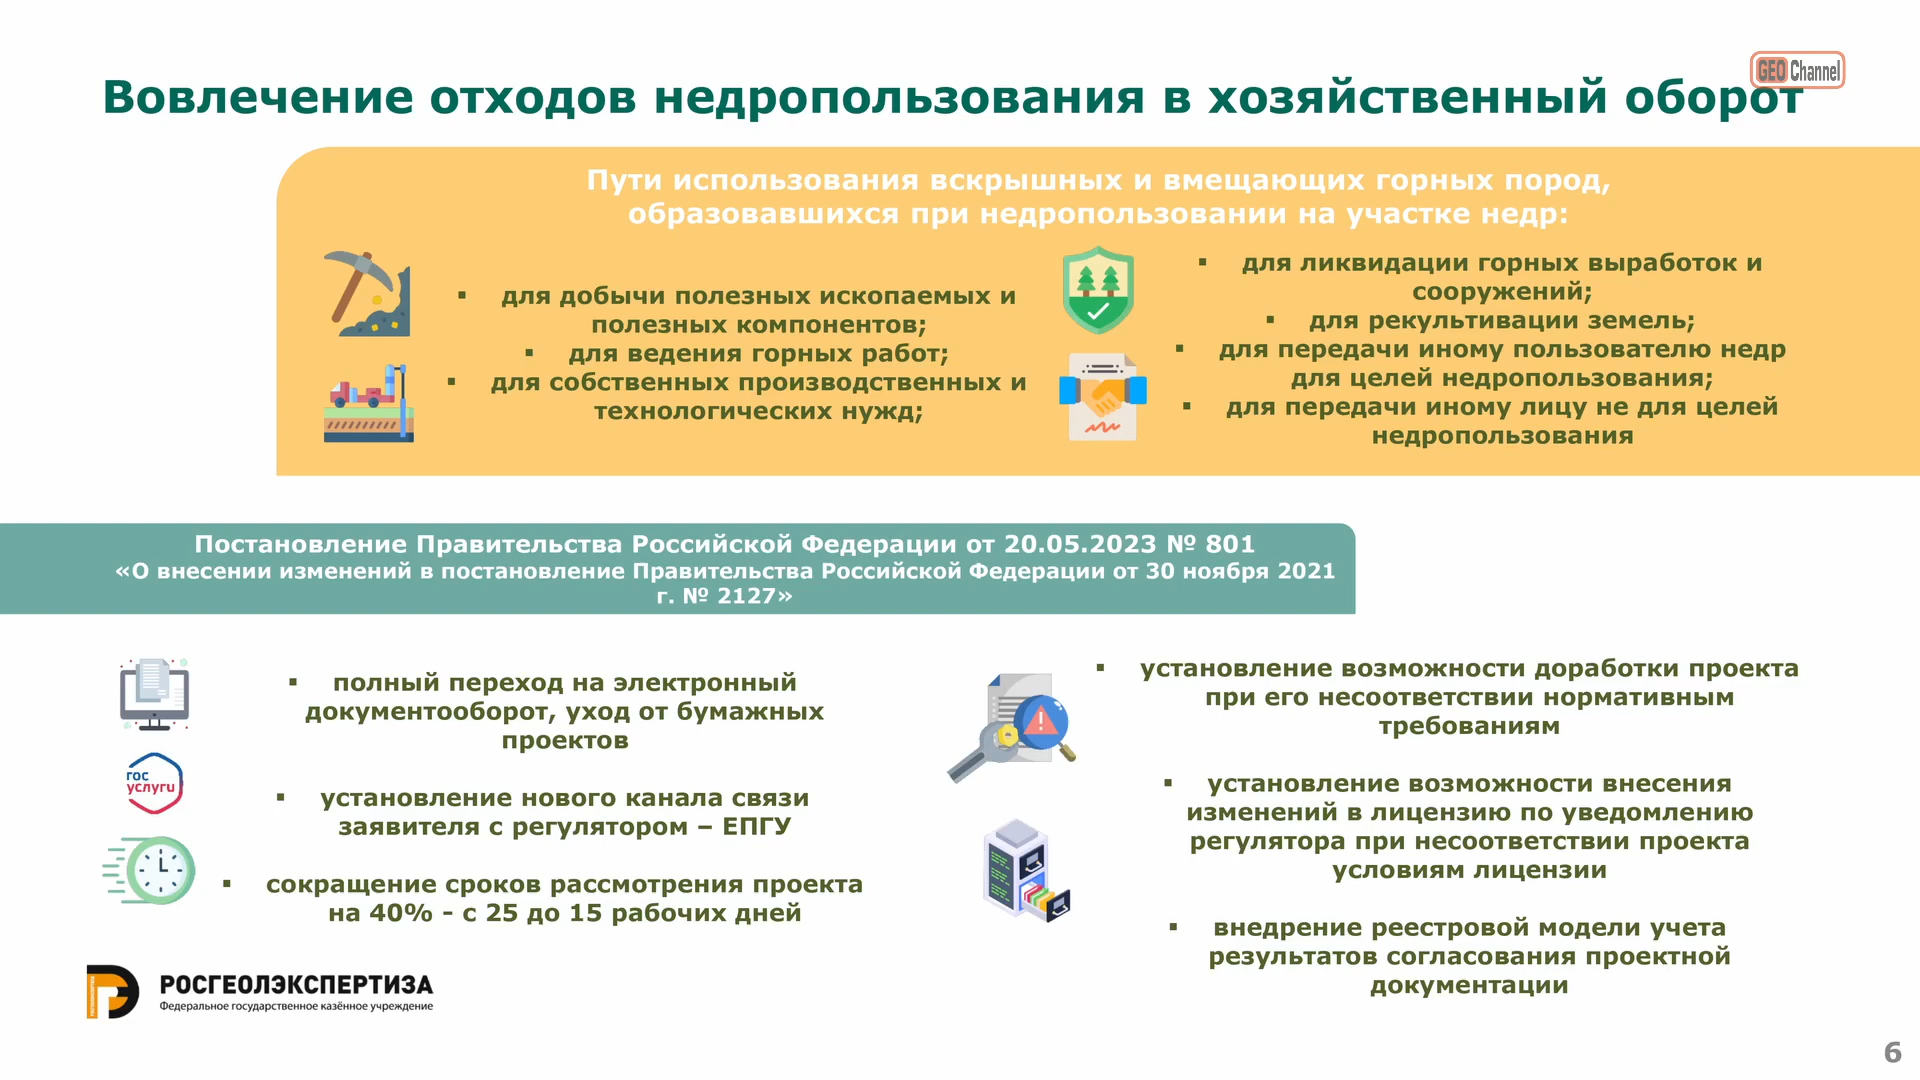 GEO Channel
Вовлечение отходов недропользования в хозяйственный оборот
Пути использования вскрышных и вмещающих горных пород,
образовавшихся при недропользовании на участке недр:
▪ для добычи полезных ископаемых и
полезных компонентов;
▪ для ведения горных работ;
▪ для собственных производственных и
технологических нужд;
▪ для ликвидации горных выработок и
сооружений;
▪ для рекультивации земель;
▪ для передачи иному пользователю недр
для целей недропользования;
▪ для передачи иному лицу не для целей
недропользования
Постановление Правительства Российской Федерации от 20.05.2023 № 801
«О внесении изменений в постановление Правительства Российской Федерации от 30 ноября 2021
г. № 2127»
▪ полный переход на электронный
документооборот, уход от бумажных
проектов
гос
услуги
▪ установление нового канала связи
заявителя с регулятором – ЕПГУ
▪ сокращение сроков рассмотрения проекта
на 40% - с 25 до 15 рабочих дней
▪ установление возможности доработки проекта
при его несоответствии нормативным
требованиям
▪ установление возможности внесения
изменений в лицензию по уведомлению
регулятора при несоответствии проекта
условиям лицензии
▪ внедрение реестровой модели учета
результатов согласования проектной
документации
РОСГЕОЛЭКСПЕРТИЗА
Федеральное государственное казённое учреждение
6